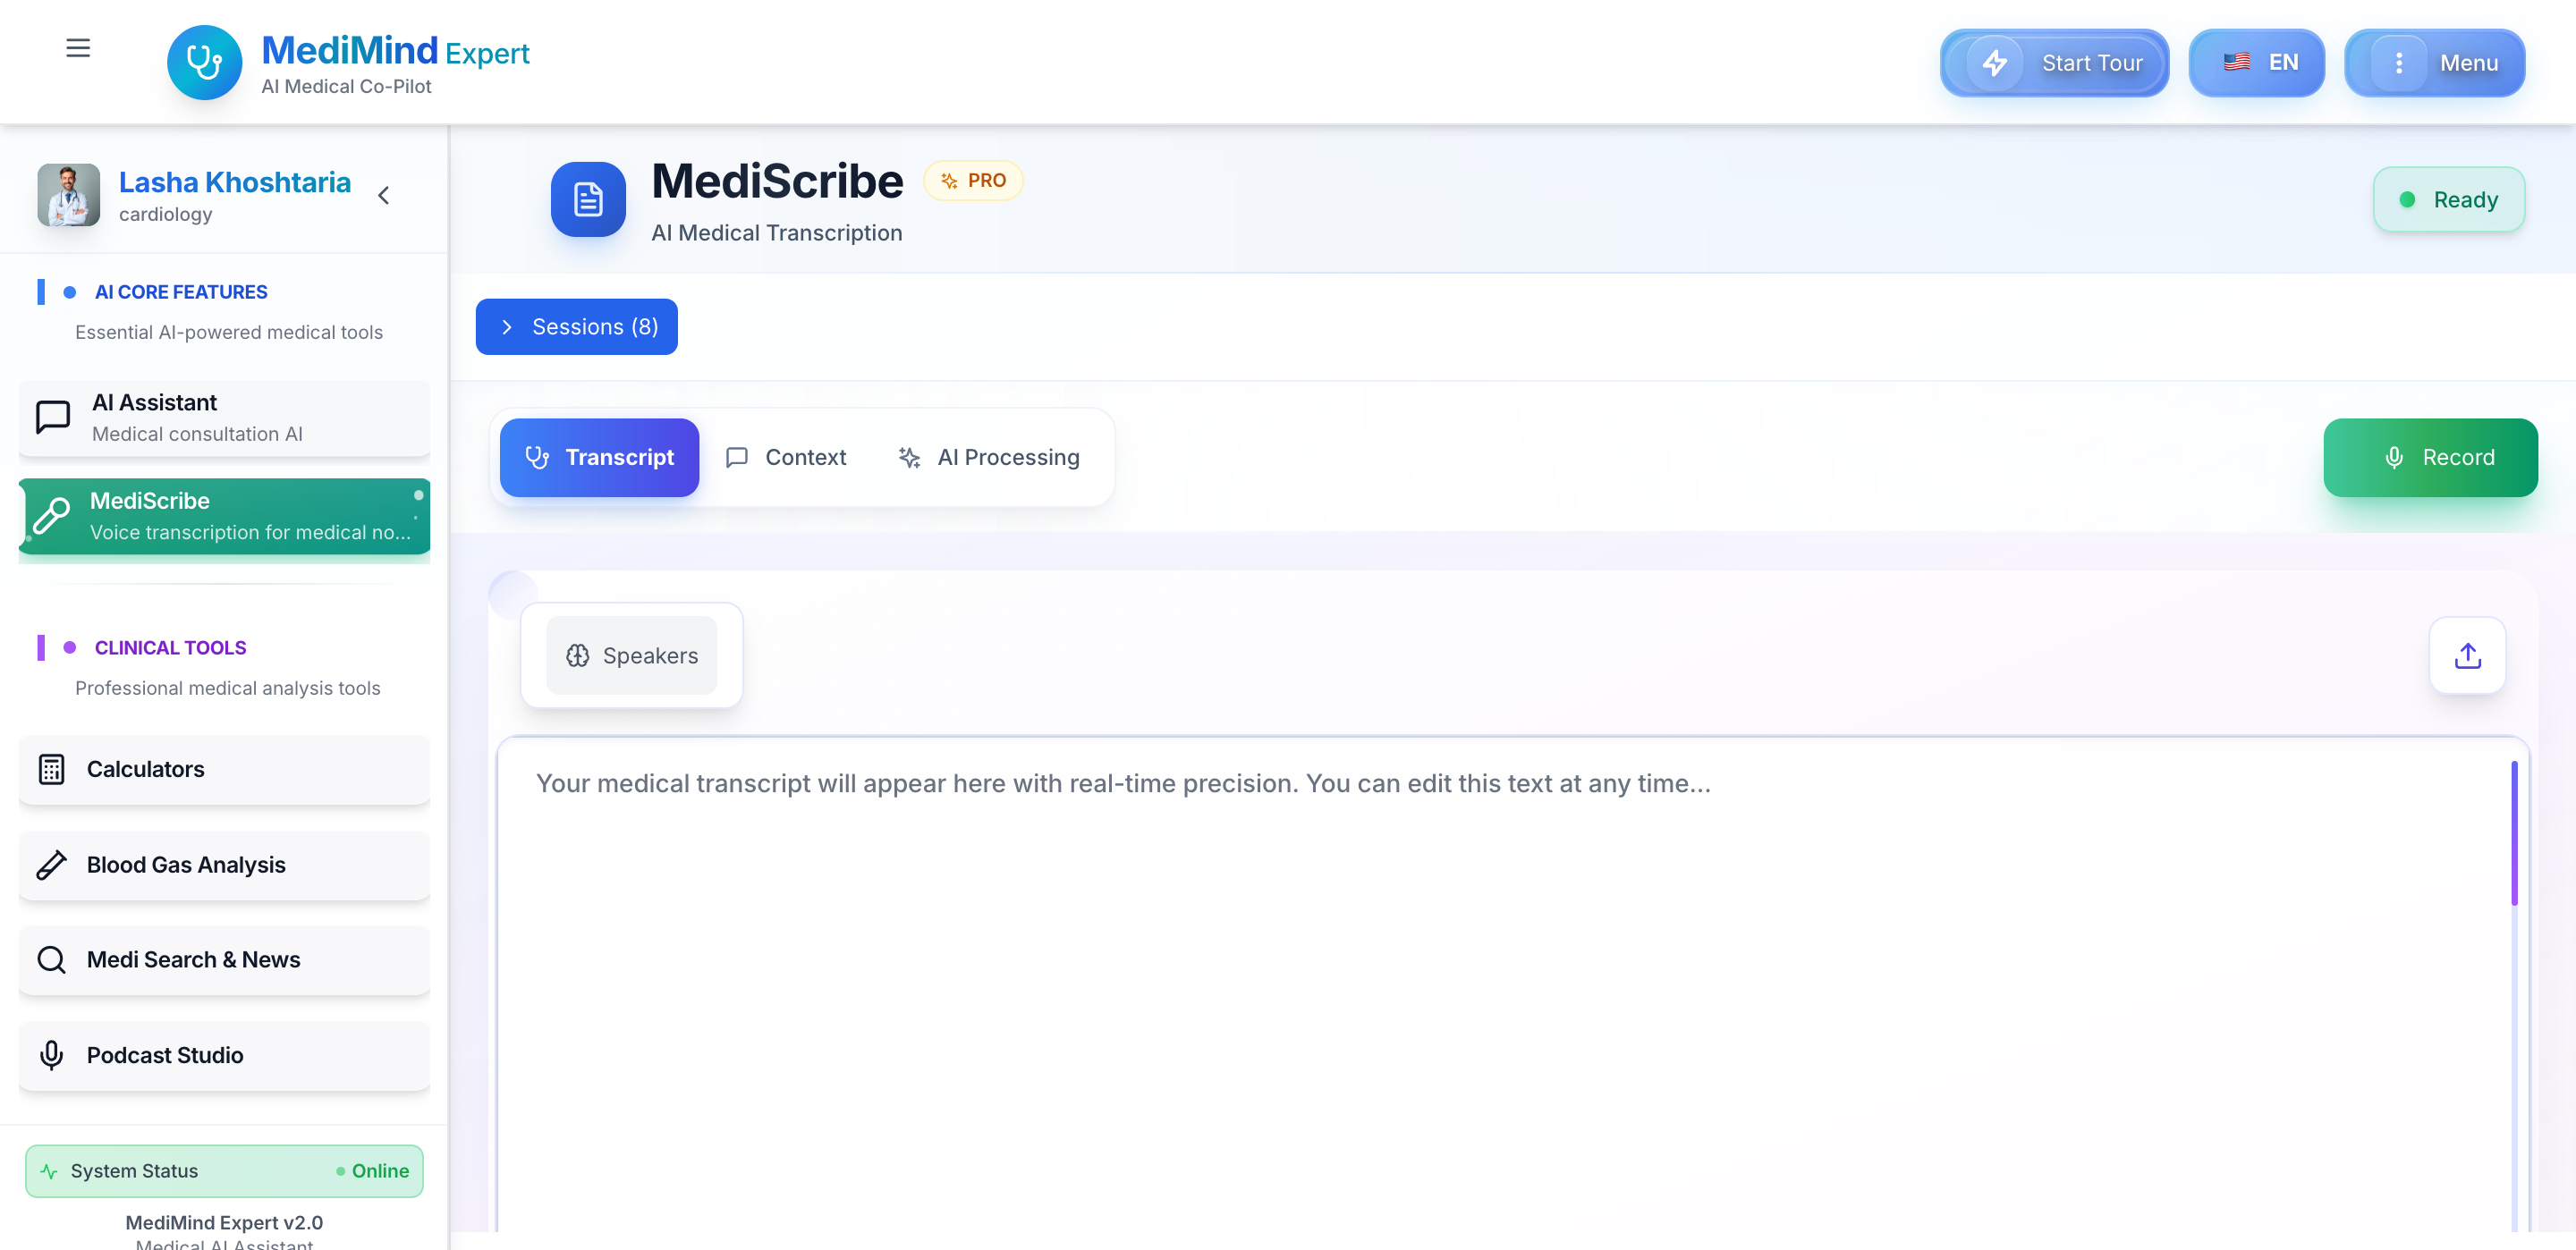 MediMind Expert
AI Medical Co-Pilot
Start Tour
EN
Menu
Lasha Khoshtaria
cardiology
AI CORE FEATURES
Essential AI-powered medical tools
AI Assistant
Medical consultation AI
MediScribe
Voice transcription for medical no...
CLINICAL TOOLS
Professional medical analysis tools
Calculators
Blood Gas Analysis
Medi Search & News
Podcast Studio
System Status
Online
MediMind Expert v2.0
Medical AI Assistant
MediScribe
PRO
AI Medical Transcription
Ready
Sessions (8)
Transcript
Context
AI Processing
Record
Speakers
Your medical transcript will appear here with real-time precision. You can edit this text at any time...